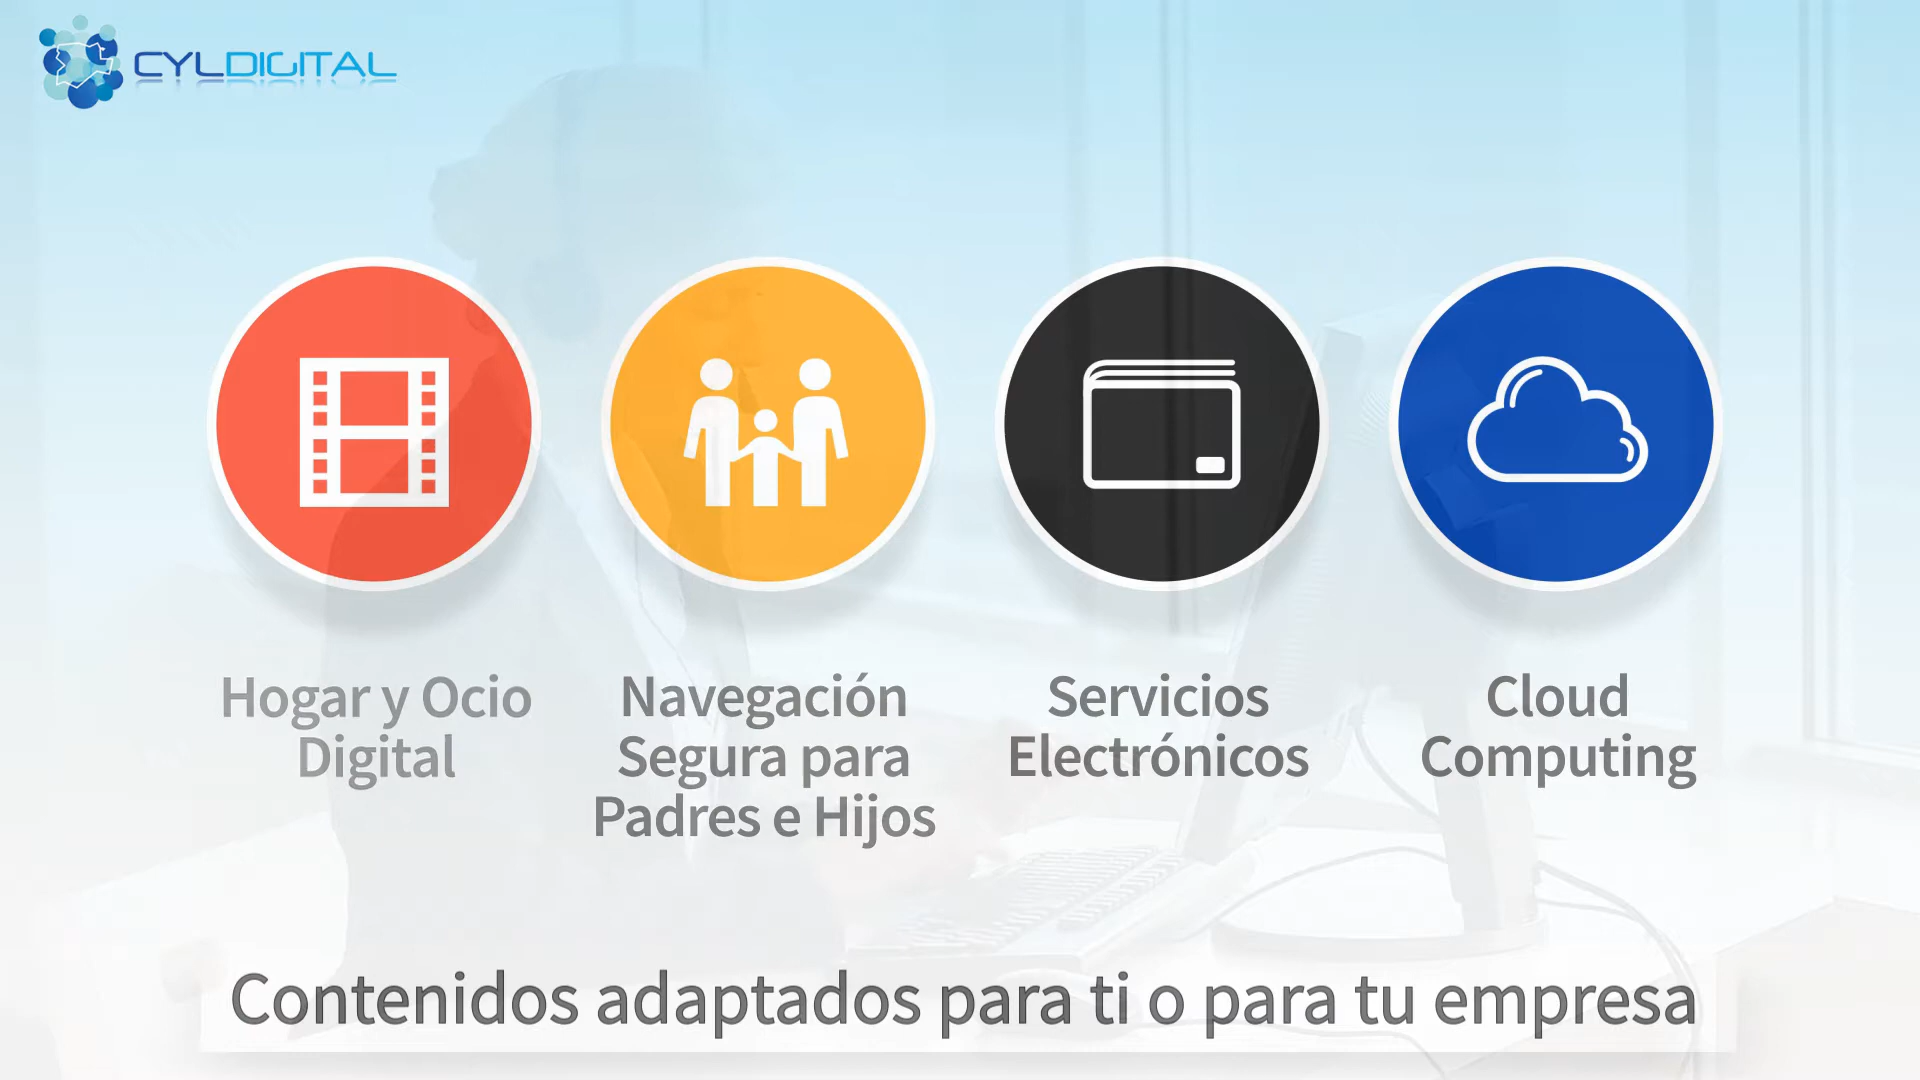 CYLDIGITAL
Hogar y Ocio
Digital
Navegación
Segura para
Padres e Hijos
Servicios
Electrónicos
Cloud
Computing
Contenidos adaptados para ti o para tu empresa